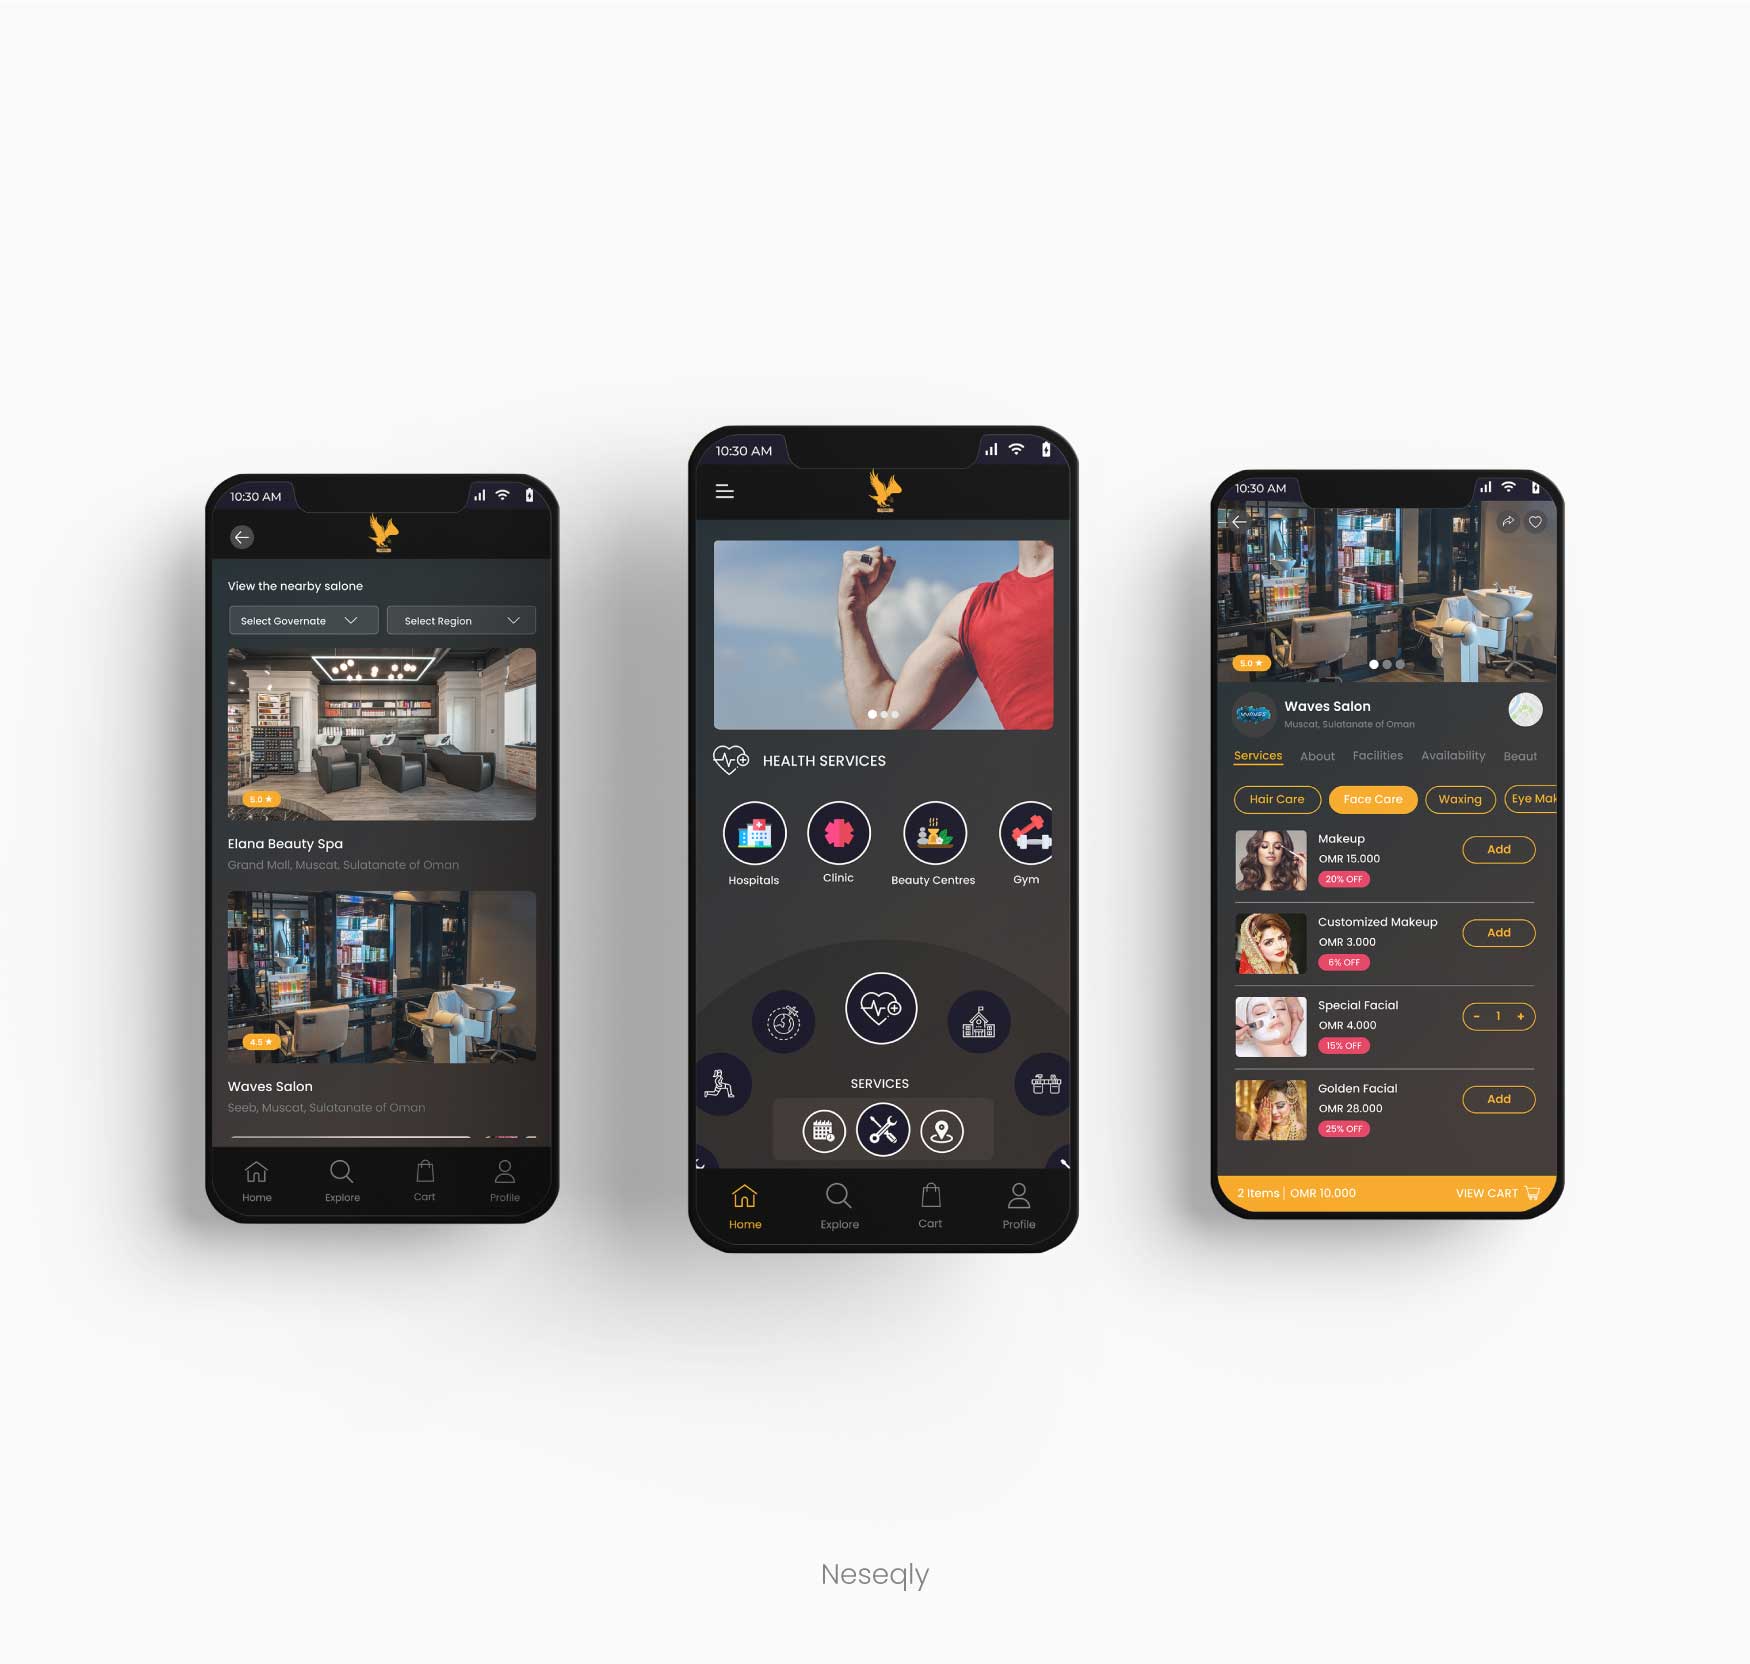 10:30 AM
View the nearby salone
Select Governate
Select Region
5.0 ★
Elana Beauty Spa
Grand Mall, Muscat, Sulatanate of Oman
4.5 ★
Waves Salon
Seeb, Muscat, Sulatanate of Oman
Home
Explore
Cart
Profile
10:30 AM
HEALTH SERVICES
Hospitals
Clinic
Beauty Centres
Gym
SERVICES
Home
Explore
Cart
Profile
10:30 AM
5.0 ★
WAVES
Waves Salon
Muscat, Sulatanate of Oman
Services
About
Facilities
Availability
Beaut
Hair Care
Face Care
Waxing
Eye Mak
Makeup
OMR 15.000
20% OFF
Add
Customized Makeup
OMR 3.000
6% OFF
Add
Special Facial
OMR 4.000
15% OFF
- 1 +
Golden Facial
OMR 28.000
25% OFF
Add
2 Items | OMR 10.000
VIEW CART
Neseqly